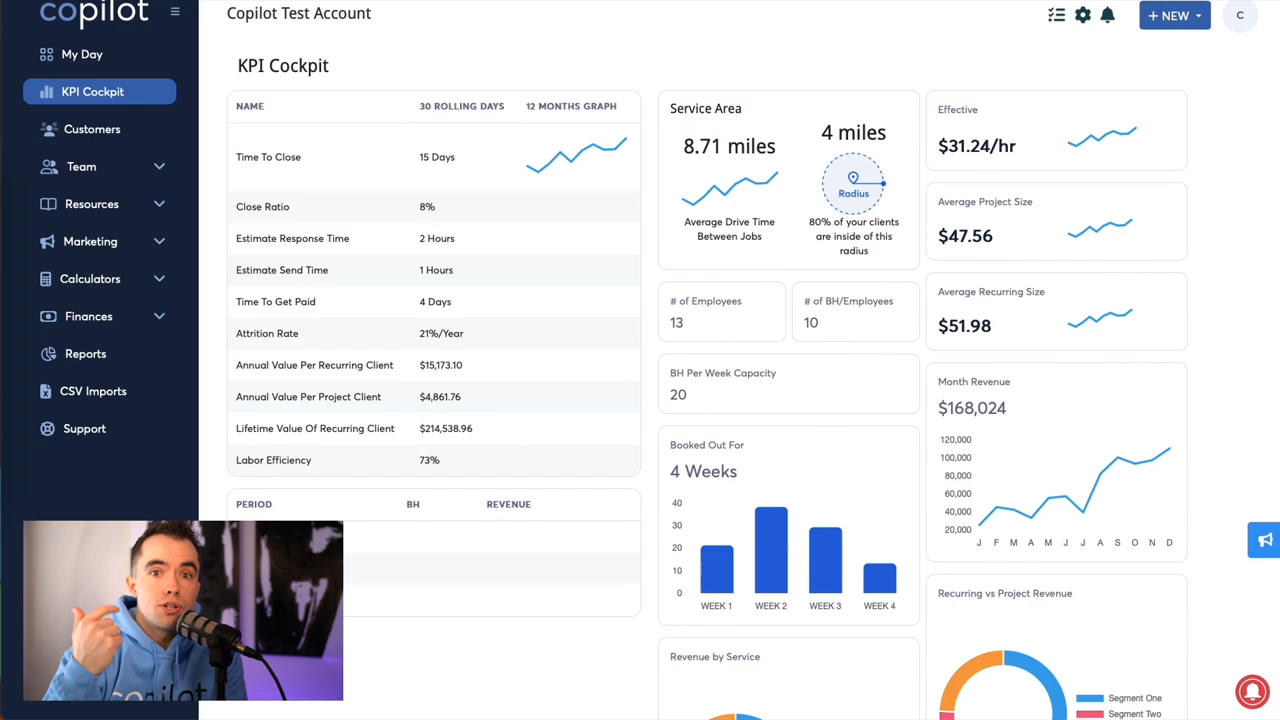 copilot
Copilot Test Account
+ NEW
C
My Day
KPI Cockpit
Customers
Team
Resources
Marketing
Calculators
Finances
Reports
CSV Imports
Support
KPI Cockpit
NAME 30 ROLLING DAYS 12 MONTHS GRAPH
Time To Close 15 Days
Close Ratio 8%
Estimate Response Time 2 Hours
Estimate Send Time 1 Hours
Time To Get Paid 4 Days
Attrition Rate 21%/Year
Annual Value Per Recurring Client $15,173.10
Annual Value Per Project Client $4,861.76
Lifetime Value Of Recurring Client $214,538.96
Labor Efficiency 73%
PERIOD BH REVENUE
copilot
Service Area
8.71 miles
Average Drive Time
Between Jobs
4 miles
Radius
80% of your clients
are inside of this
radius
# of Employees
13
# of BH/Employees
10
BH Per Week Capacity
20
Booked Out For
4 Weeks
40
30
20
10
0
WEEK 1 WEEK 2 WEEK 3 WEEK 4
Revenue by Service
Effective
$31.24/hr
Average Project Size
$47.56
Average Recurring Size
$51.98
Month Revenue
$168,024
120,000
100,000
80,000
60,000
40,000
20,000
J F M A M J J A S O N D
Recurring vs Project Revenue
Segment One
Segment Two